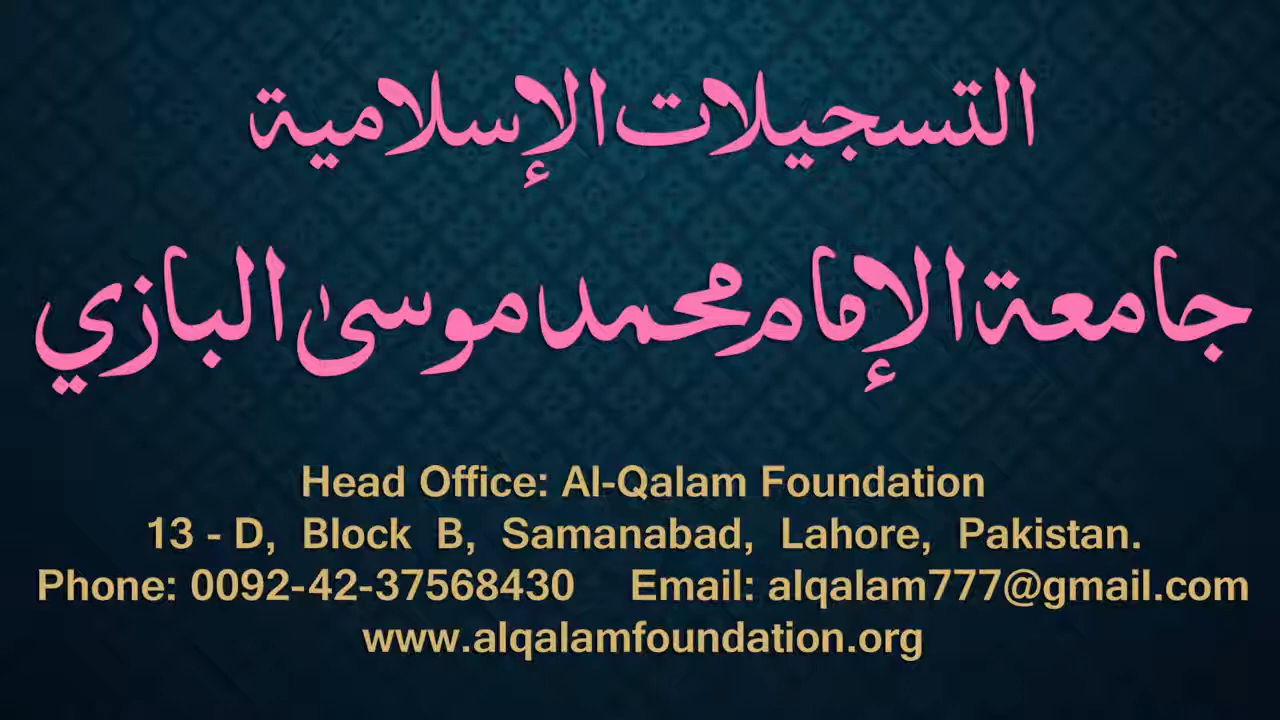 التسجيلات الإسلامية
جامعة الإمام محمد موسىٰ البازي
Head Office: Al-Qalam Foundation
13 - D, Block B, Samanabad, Lahore, Pakistan.
Phone: 0092-42-37568430 Email: alqalam777@gmail.com
www.alqalamfoundation.org